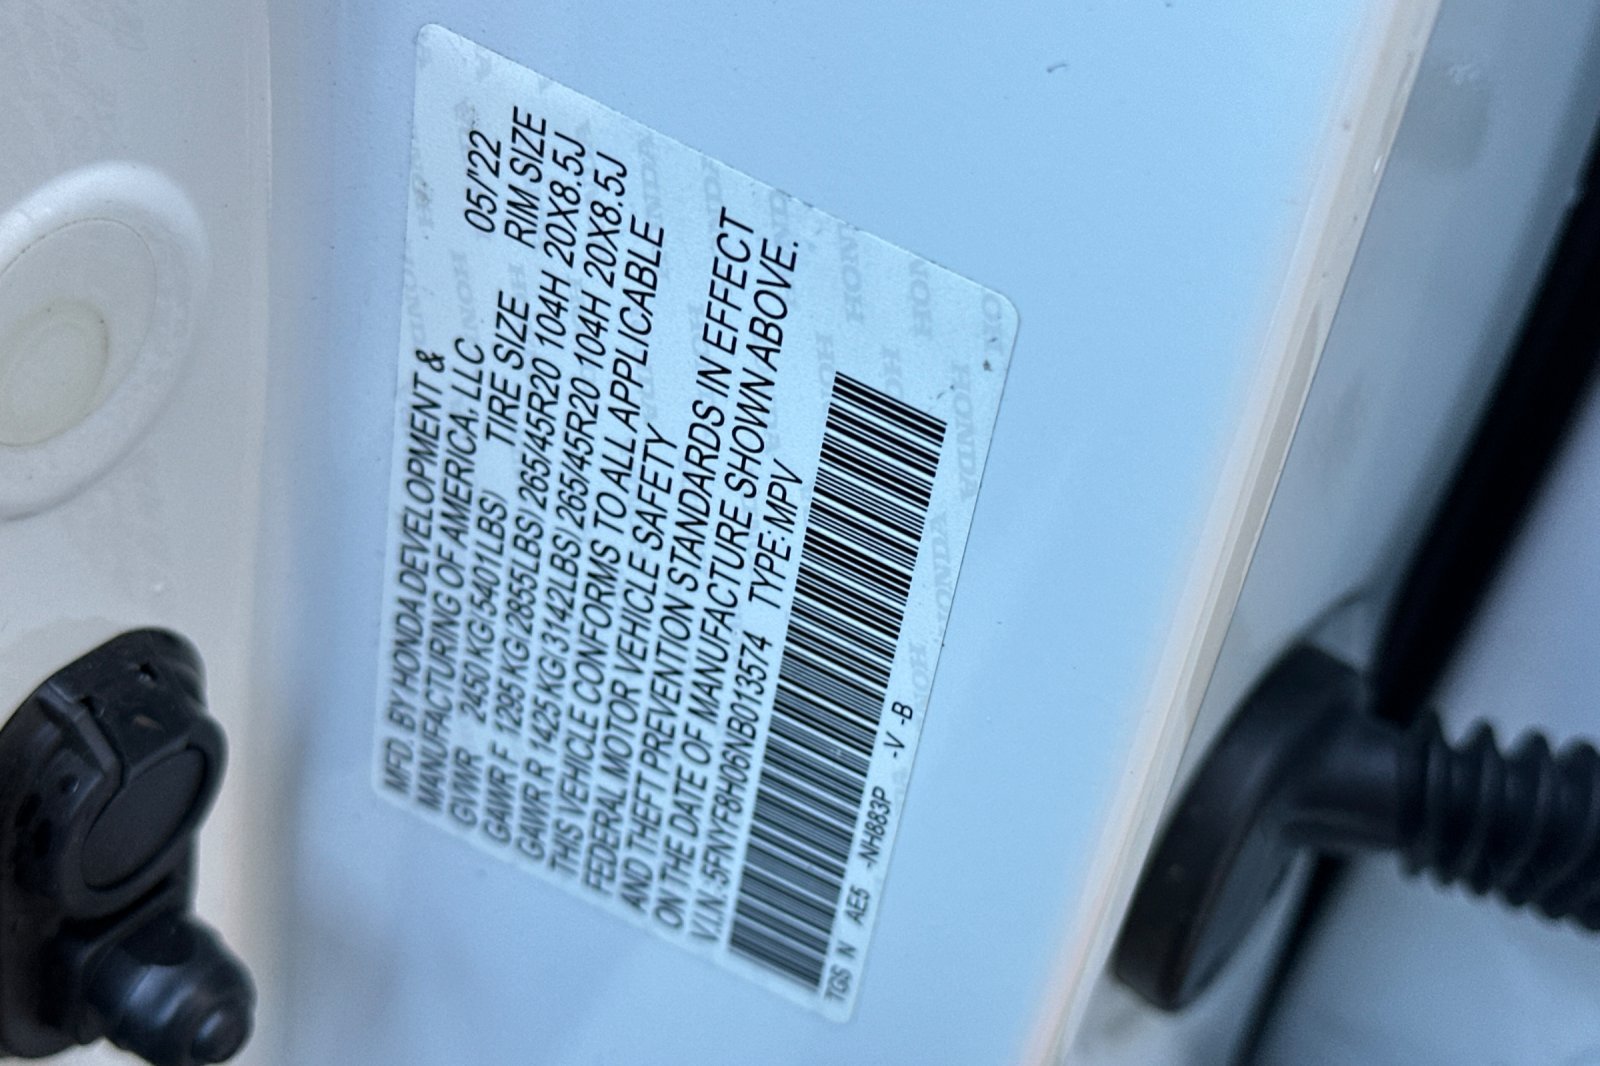 MFD. BY HONDA DEVELOPMENT &
MANUFACTURING OF AMERICA, LLC 05/'22
GVWR 2450 KG( 5401LBS) TIRE SIZE RIM SIZE
GAWR F 1295 KG( 2855LBS) 265/45R20 104H 20X8.5J
GAWR R 1425 KG( 3142LBS) 265/45R20 104H 20X8.5J
THIS VEHICLE CONFORMS TO ALL APPLICABLE
FEDERAL MOTOR VEHICLE SAFETY
AND THEFT PREVENTION STANDARDS IN EFFECT
ON THE DATE OF MANUFACTURE SHOWN ABOVE.
V.I.N.:5FNYF8H06NB013574 TYPE:MPV
TGS N AE5 -NH883P -V -B